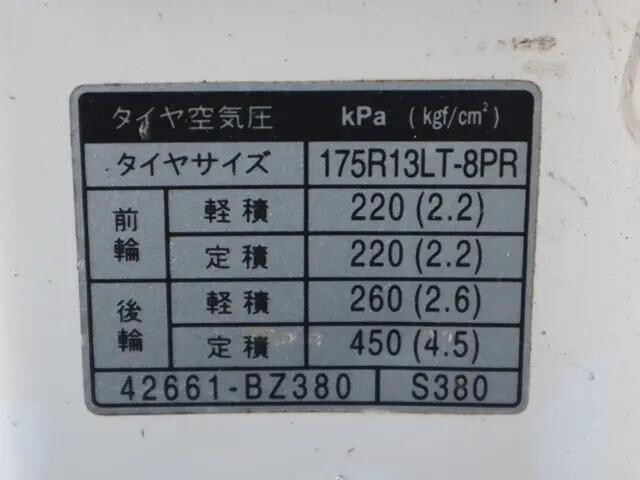 タイヤ空気圧 kPa (kgf/cm²)
タイヤサイズ 175R13LT-8PR
前輪 軽積 220 (2.2)
定積 220 (2.2)
後輪 軽積 260 (2.6)
定積 450 (4.5)
42661-BZ380 S380